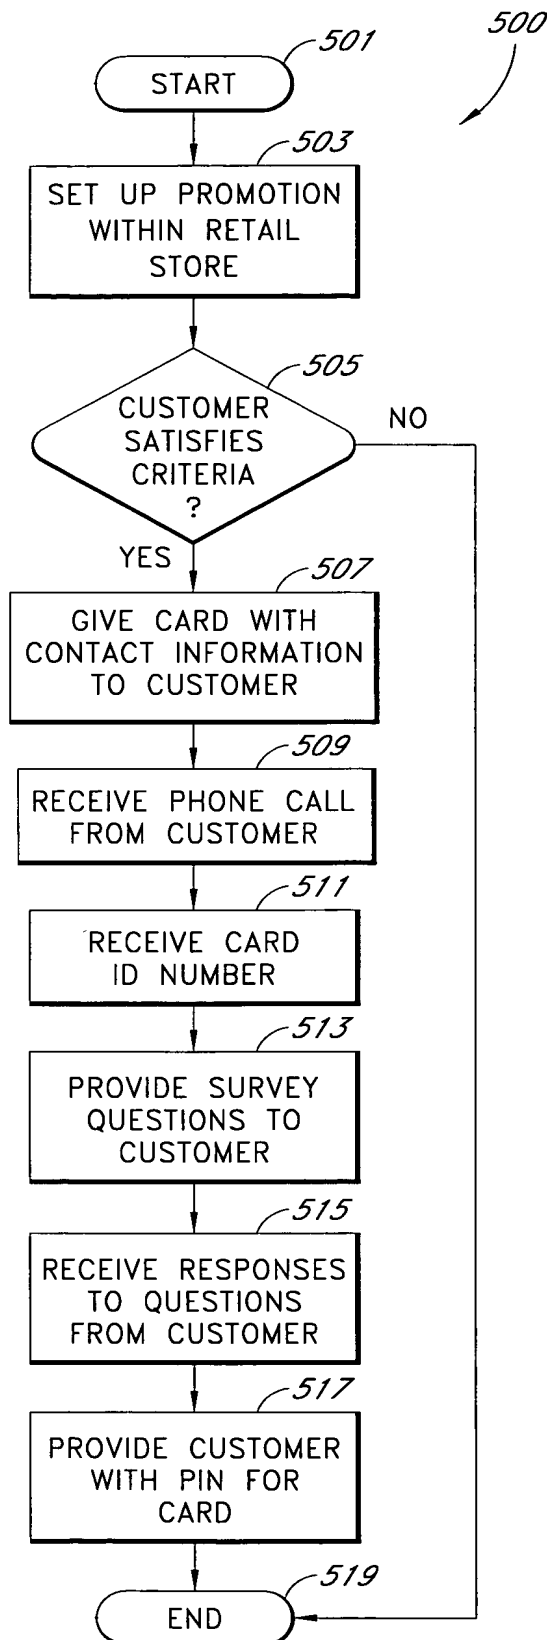 500
501
START
503
SET UP PROMOTION
WITHIN RETAIL
STORE
505
CUSTOMER
SATISFIES
CRITERIA
?
NO
YES
507
GIVE CARD WITH
CONTACT INFORMATION
TO CUSTOMER
509
RECEIVE PHONE CALL
FROM CUSTOMER
511
RECEIVE CARD
ID NUMBER
513
PROVIDE SURVEY
QUESTIONS TO
CUSTOMER
515
RECEIVE RESPONSES
TO QUESTIONS
FROM CUSTOMER
517
PROVIDE CUSTOMER
WITH PIN FOR
CARD
519
END